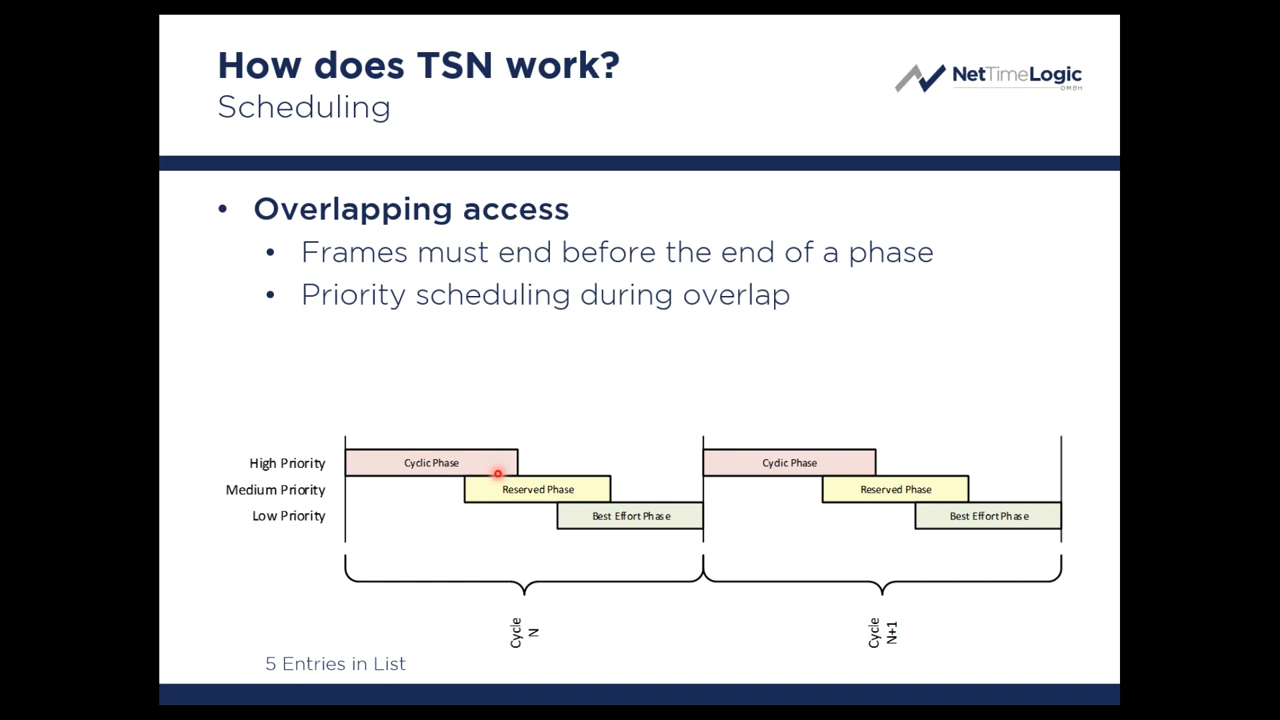 How does TSN work?
Scheduling
NetTimeLogic
GMBH
• Overlapping access
• Frames must end before the end of a phase
• Priority scheduling during overlap
High Priority
Medium Priority
Low Priority
Cyclic Phase
Reserved Phase
Best Effort Phase
Cyclic Phase
Reserved Phase
Best Effort Phase
Cycle
N
Cycle
N+1
5 Entries in List